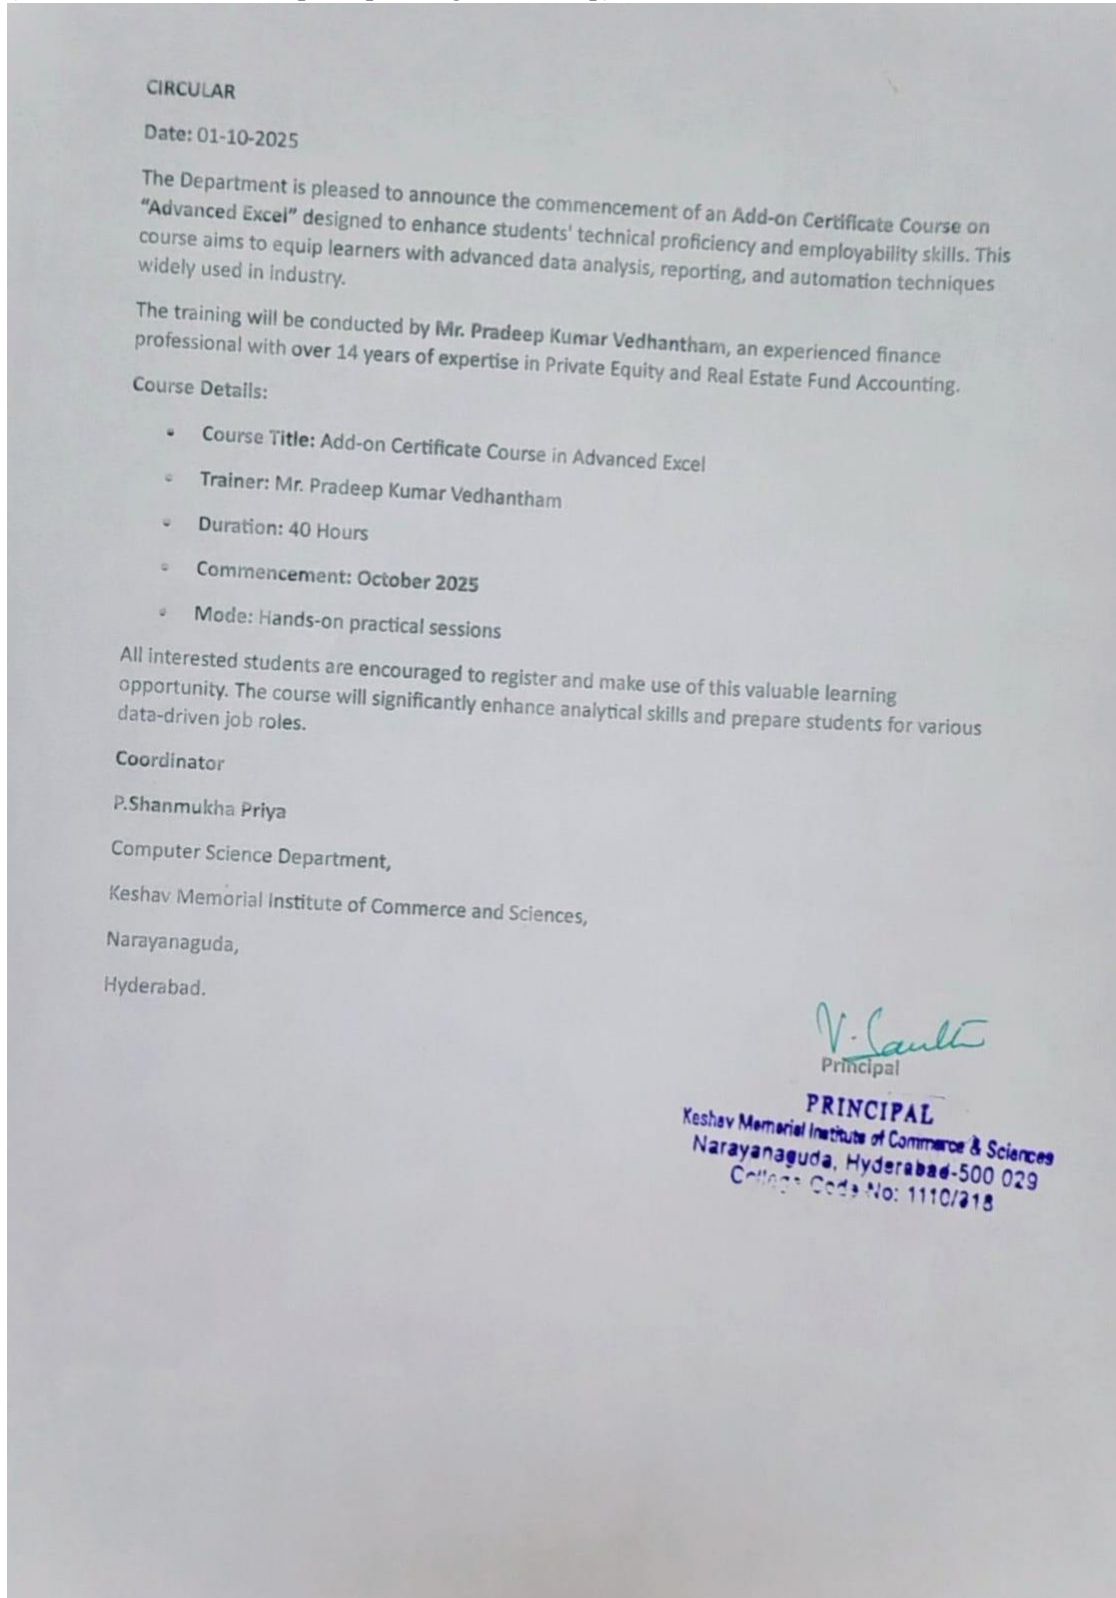 CIRCULAR
Date: 01-10-2025
The Department is pleased to announce the commencement of an Add-on Certificate Course on
“Advanced Excel” designed to enhance students' technical proficiency and employability skills. This
course aims to equip learners with advanced data analysis, reporting, and automation techniques
widely used in industry.
The training will be conducted by Mr. Pradeep Kumar Vedhantham, an experienced finance
professional with over 14 years of expertise in Private Equity and Real Estate Fund Accounting.
Course Details:
• Course Title: Add-on Certificate Course in Advanced Excel
• Trainer: Mr. Pradeep Kumar Vedhantham
• Duration: 40 Hours
• Commencement: October 2025
• Mode: Hands-on practical sessions
All interested students are encouraged to register and make use of this valuable learning
opportunity. The course will significantly enhance analytical skills and prepare students for various
data-driven job roles.
Coordinator
P.Shanmukha Priya
Computer Science Department,
Keshav Memorial Institute of Commerce and Sciences,
Narayanaguda,
Hyderabad.
Principal
PRINCIPAL
Keshav Memorial Institute of Commerce & Sciences
Narayanaguda, Hyderabad-500 029
College Code No: 1110/318